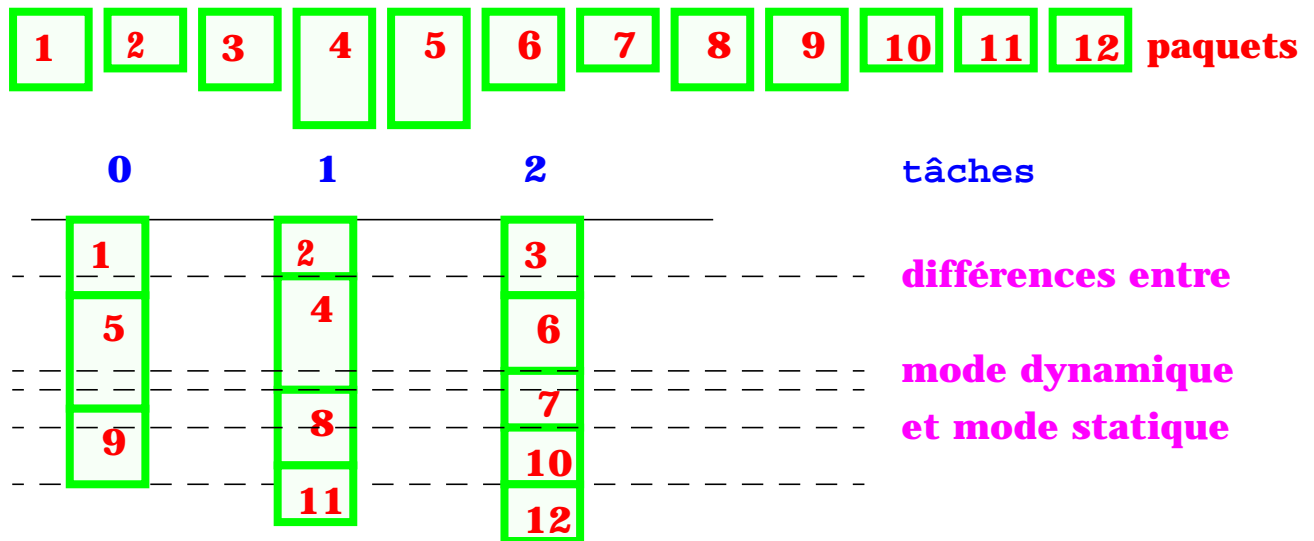 1 2 3 4 5 6 7 8 9 10 11 12 paquets
0 1 2 tâches
1 2 3
différences entre
4
5 6
mode dynamique
7
8 et mode statique
9
10
11
12